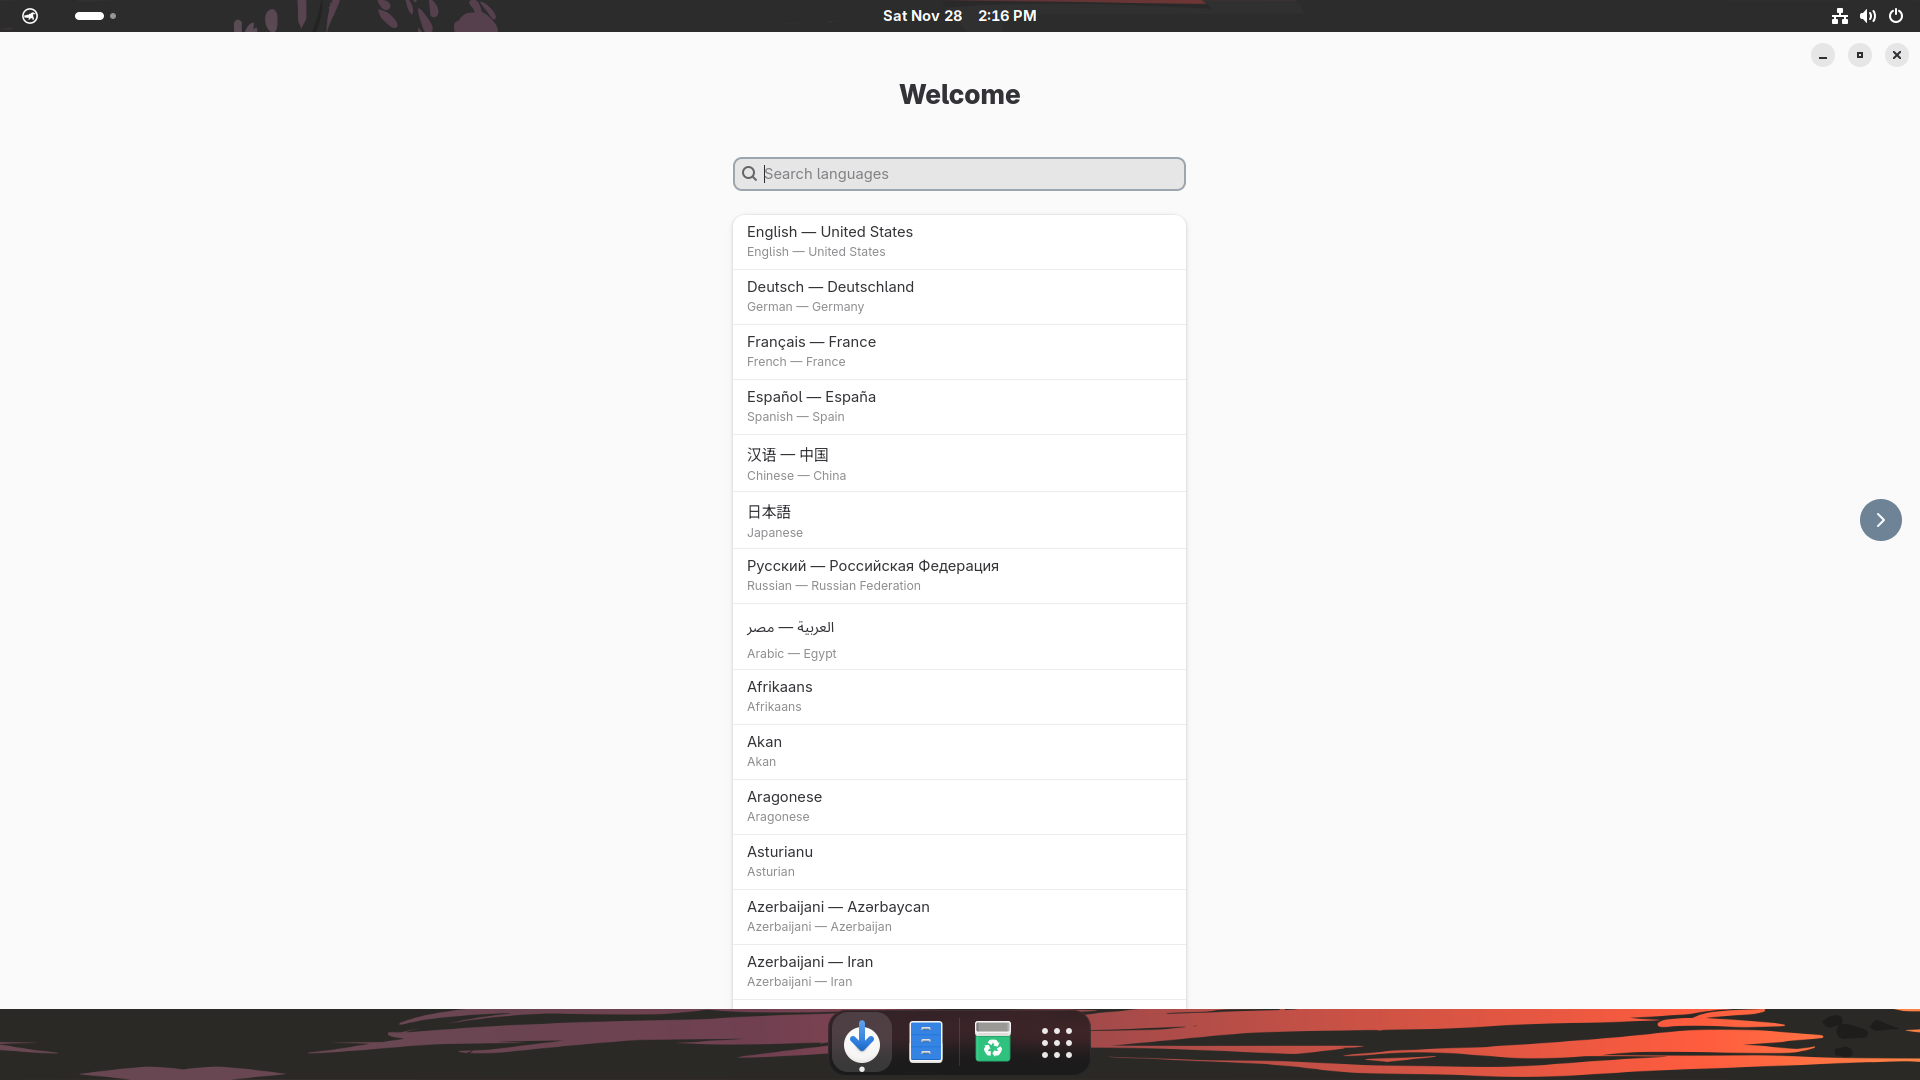 Sat Nov 28 2:16 PM
Welcome
Search languages
English — United States
English — United States
Deutsch — Deutschland
German — Germany
Français — France
French — France
Español — España
Spanish — Spain
汉语 — 中国
Chinese — China
日本語
Japanese
Русский — Российская Федерация
Russian — Russian Federation
العربية — مصر
Arabic — Egypt
Afrikaans
Afrikaans
Akan
Akan
Aragonese
Aragonese
Asturianu
Asturian
Azerbaijani — Azərbaycan
Azerbaijani — Azerbaijan
Azerbaijani — Iran
Azerbaijani — Iran